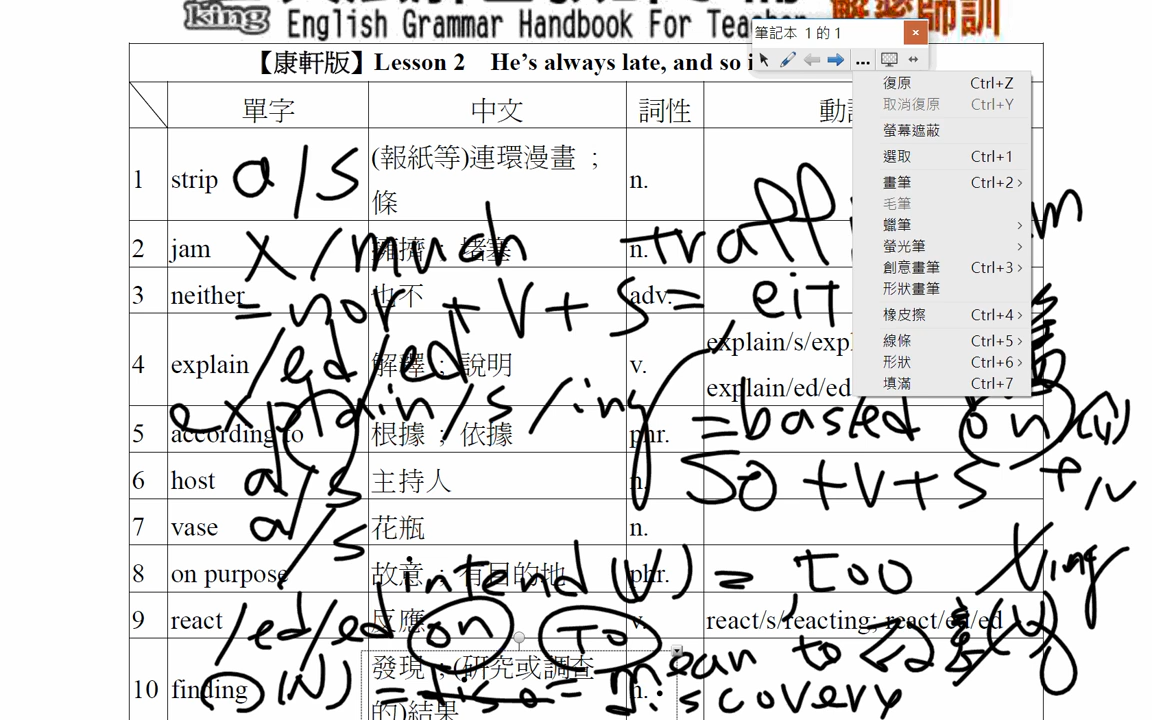 king
English Grammar Handbook For Teacher
解惑師訓
筆記本 1 的 1
【康軒版】Lesson 2 He's always late, and so i
單字 中文 詞性 動
復原 Ctrl+Z
取消復原 Ctrl+Y
螢幕遮蔽
選取 Ctrl+1
畫筆 Ctrl+2
毛筆
蠟筆
螢光筆
創意畫筆 Ctrl+3
形狀畫筆
橡皮擦 Ctrl+4
線條 Ctrl+5
形狀 Ctrl+6
填滿 Ctrl+7
1 strip a/s (報紙等)連環漫畫；條 n.
2 jam x/much 擁擠；堵塞 n. traff
3 neither =nor+v+s 也不 adv. = eit
4 explain /ed/ed 解釋；說明 v. explain/s/expl
explain/ed/ed
explain/s/ing
5 according to 根據；依據 phr. =based on (N)
6 host a/s 主持人 n. so+v+s
7 vase a/s 花瓶 n.
8 on purpose 故意；有目的地 phr. intend (V) = too Ving
9 react /ed/ed on To 反應 v. react/s/reacting; react/ed/ed
mean to (V)
10 finding (N) 發現；(研究或調查的)結果 n. = = Discovery